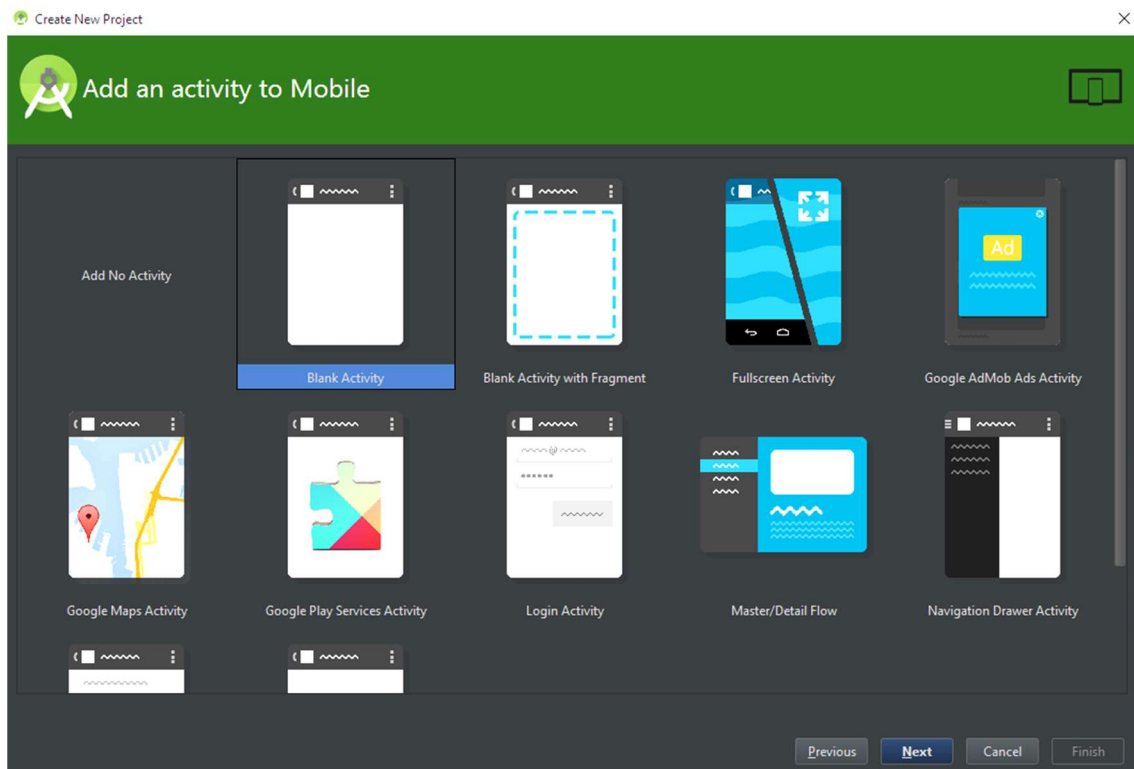 Create New Project
Add an activity to Mobile
Add No Activity
Blank Activity
Blank Activity with Fragment
Fullscreen Activity
Ad
Google AdMob Ads Activity
Google Maps Activity
Google Play Services Activity
@
******
Login Activity
Master/Detail Flow
Navigation Drawer Activity
Previous
Next
Cancel
Finish